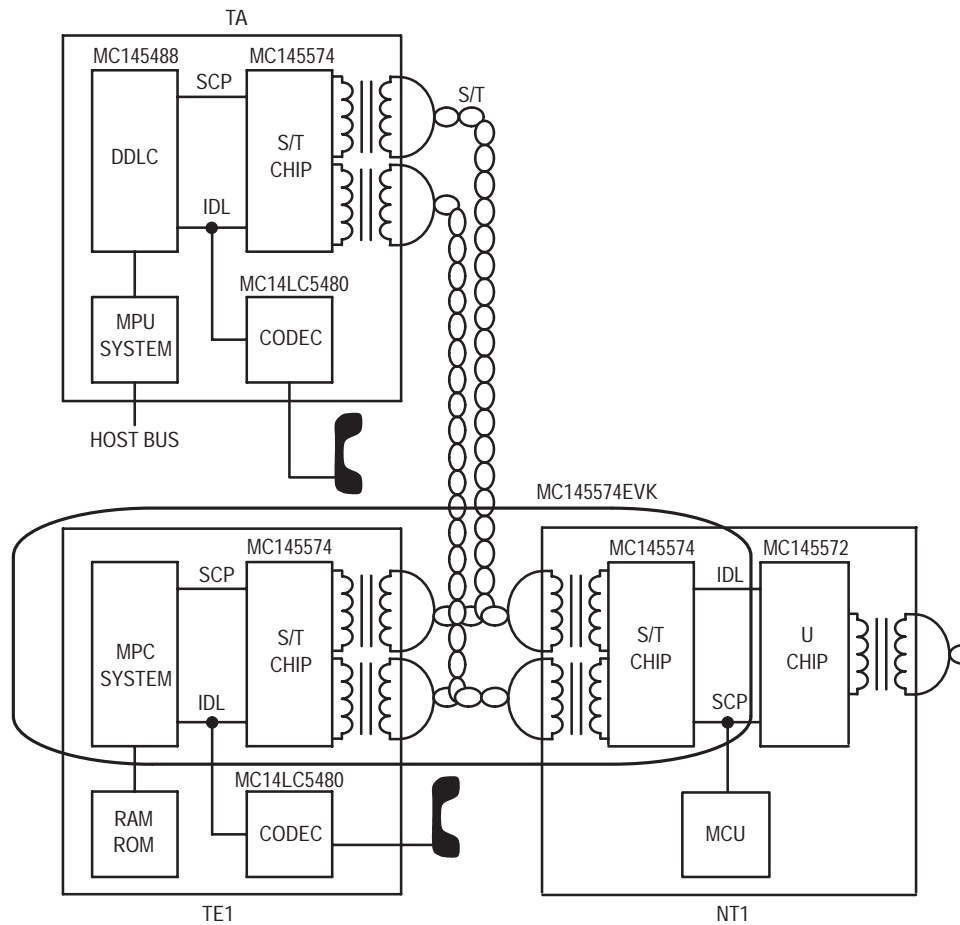 TA
MC145488
MC145574
SCP
S/T
DDLC
S/T
CHIP
IDL
MC14LC5480
MPU
SYSTEM
CODEC
HOST BUS
MC145574EVK
MC145574
MC145574
MC145572
SCP
IDL
MPC
SYSTEM
S/T
CHIP
S/T
CHIP
U
CHIP
IDL
SCP
MC14LC5480
RAM
ROM
CODEC
MCU
TE1
NT1